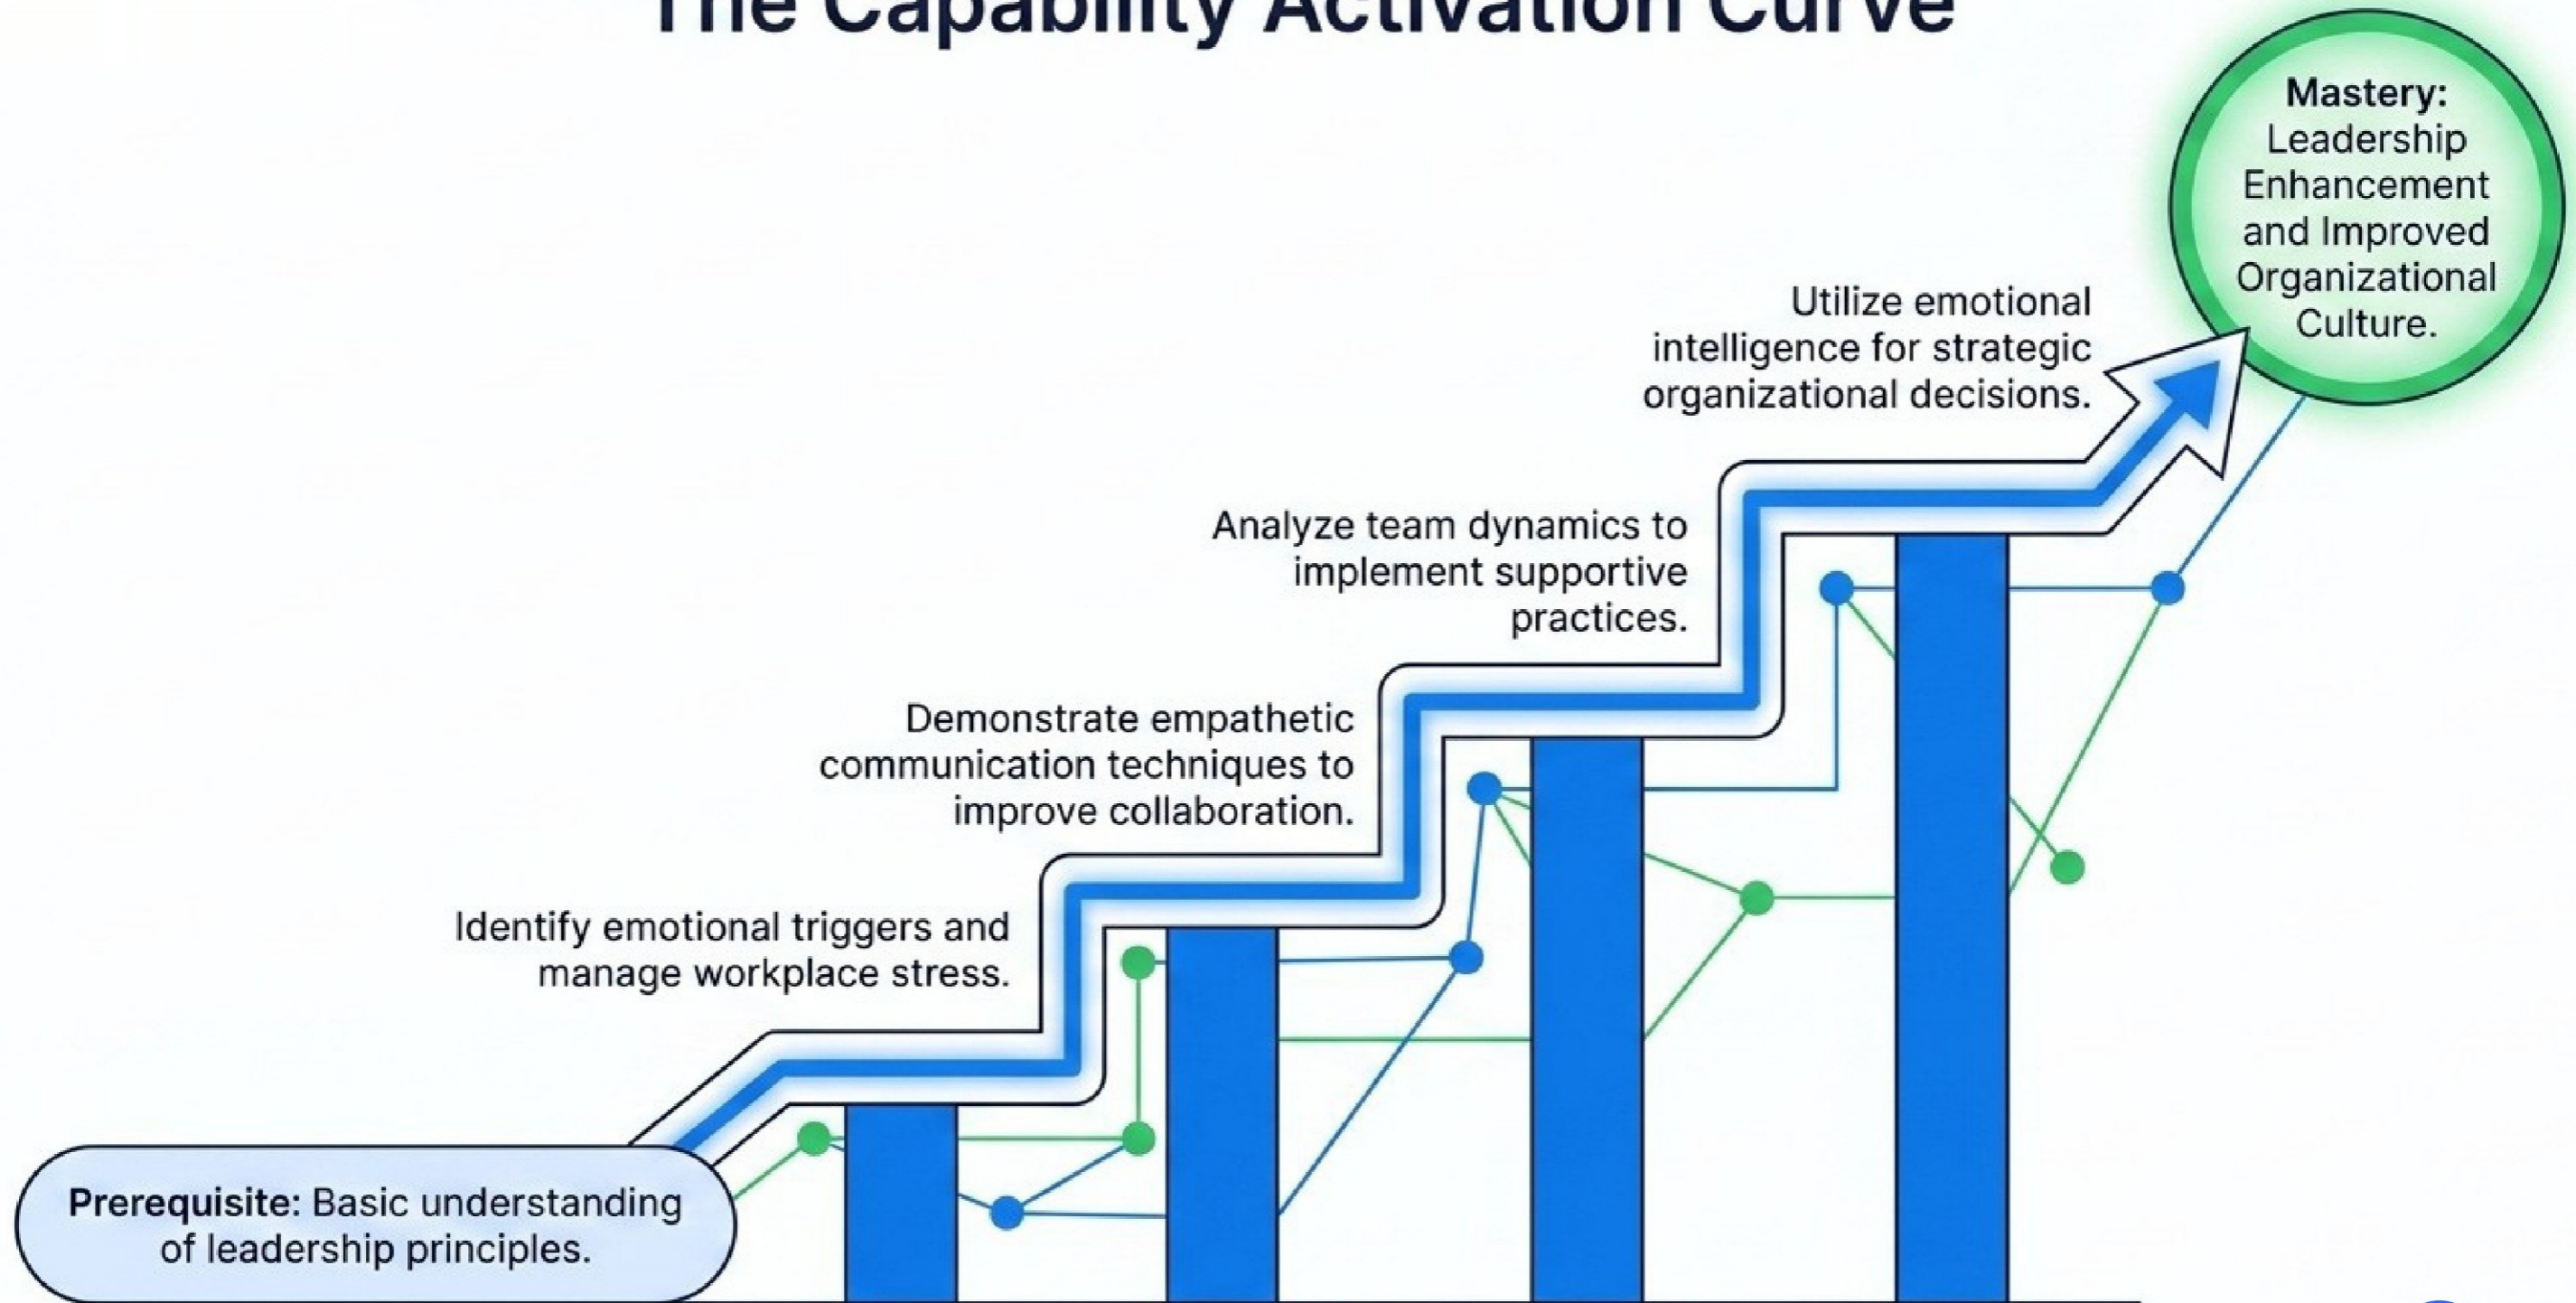 The Capability Activation Curve
Mastery:
Leadership
Enhancement
and Improved
Organizational
Culture.
Utilize emotional
intelligence for strategic
organizational decisions.
Analyze team dynamics to
implement supportive
practices.
Demonstrate empathetic
communication techniques to
improve collaboration.
Identify emotional triggers and
manage workplace stress.
Prerequisite: Basic understanding
of leadership principles.